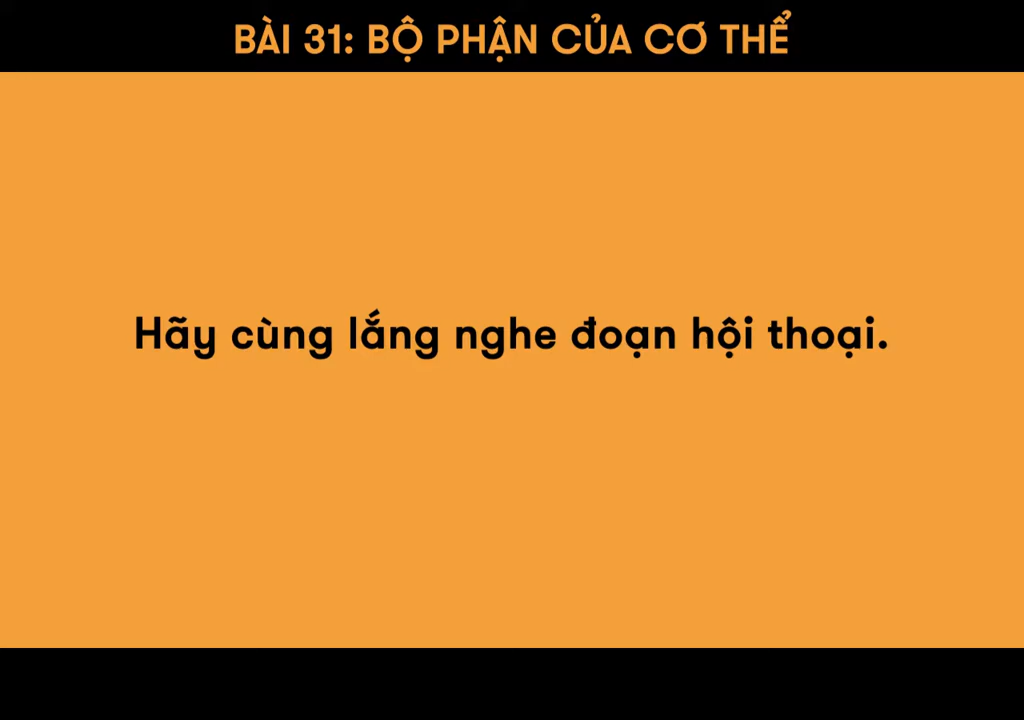 BÀI 31: BỘ PHẬN CỦA CƠ THỂ
Hãy cùng lắng nghe đoạn hội thoại.